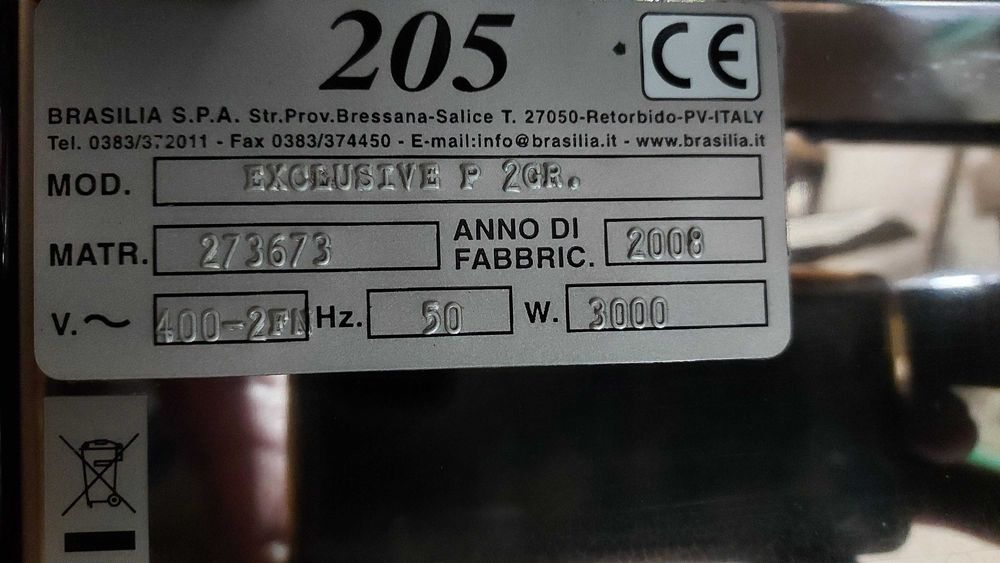 205 CE
BRASILIA S.P.A. Str.Prov.Bressana-Salice T. 27050-Retorbido-PV-ITALY
Tel. 0383/372011 - Fax 0383/374450 - E-mail:info@brasilia.it - www.brasilia.it
MOD. EXCLUSIVE P 2GR.
MATR. 273673 ANNO DI FABBRIC. 2008
V.~ 400-2FN Hz. 50 W. 3000